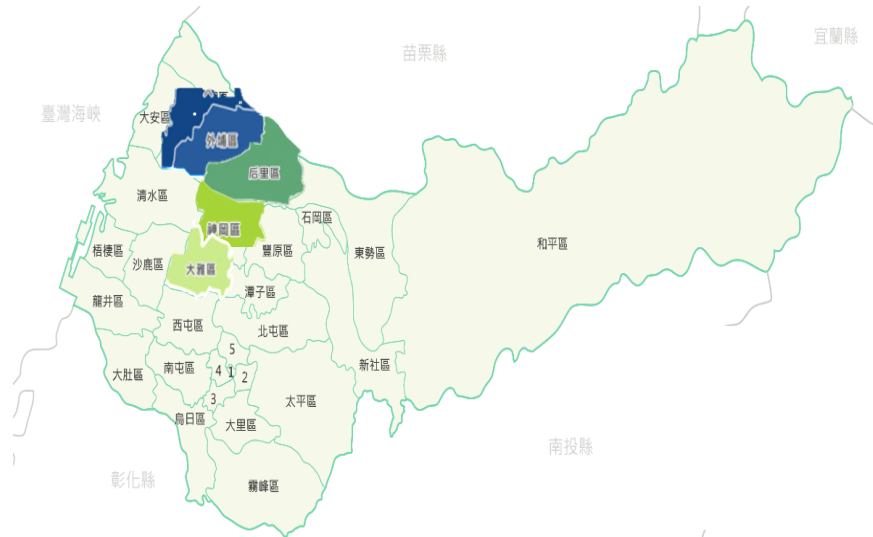 宜蘭縣
苗栗縣
臺灣海峽
大安區
外埔區
后里區
清水區
石岡區
神岡區
和平區
梧棲區
沙鹿區
豐原區
東勢區
大雅區
潭子區
龍井區
西屯區
北屯區
5
南屯區
4
1
2
新社區
大肚區
3
太平區
烏日區
大里區
南投縣
彰化縣
霧峰區